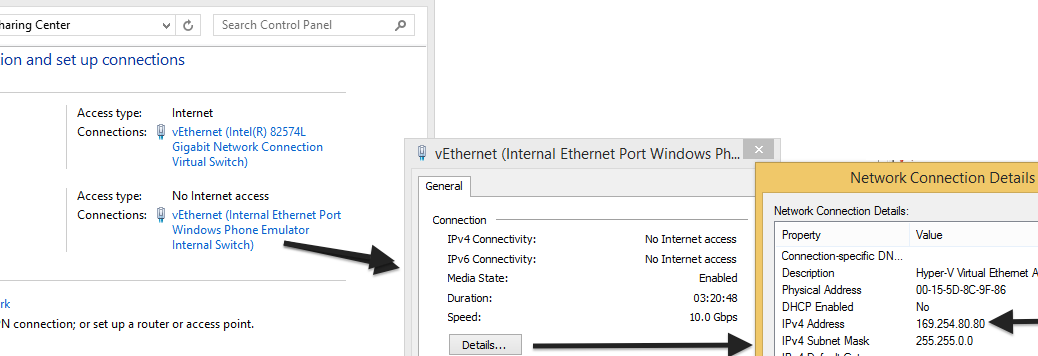 haring Center
Search Control Panel
ion and set up connections
Access type: Internet
Connections: vEthernet (Intel(R) 82574L
Gigabit Network Connection
Virtual Switch)
Access type: No Internet access
Connections: vEthernet (Internal Ethernet Port
Windows Phone Emulator
Internal Switch)
rk
PN connection; or set up a router or access point.
vEthernet (Internal Ethernet Port Windows Ph...
General
Connection
IPv4 Connectivity: No Internet access
IPv6 Connectivity: No Internet access
Media State: Enabled
Duration: 03:20:48
Speed: 10.0 Gbps
Details...
Network Connection Details
Network Connection Details:
Property Value
Connection-specific DN...
Description Hyper-V Virtual Ethernet A
Physical Address 00-15-5D-8C-9F-86
DHCP Enabled No
IPv4 Address 169.254.80.80
IPv4 Subnet Mask 255.255.0.0